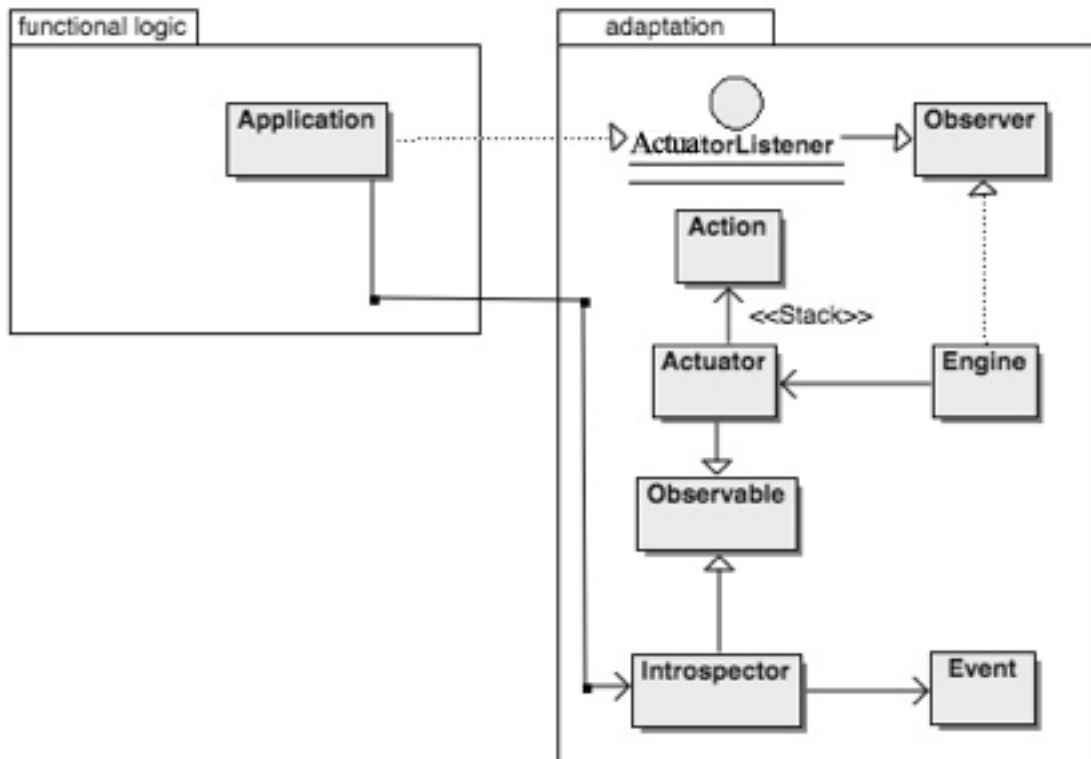 functional logic
adaptation
Application
ActuatorListener
Observer
Action
<<Stack>>
Actuator
Engine
Observable
Introspector
Event